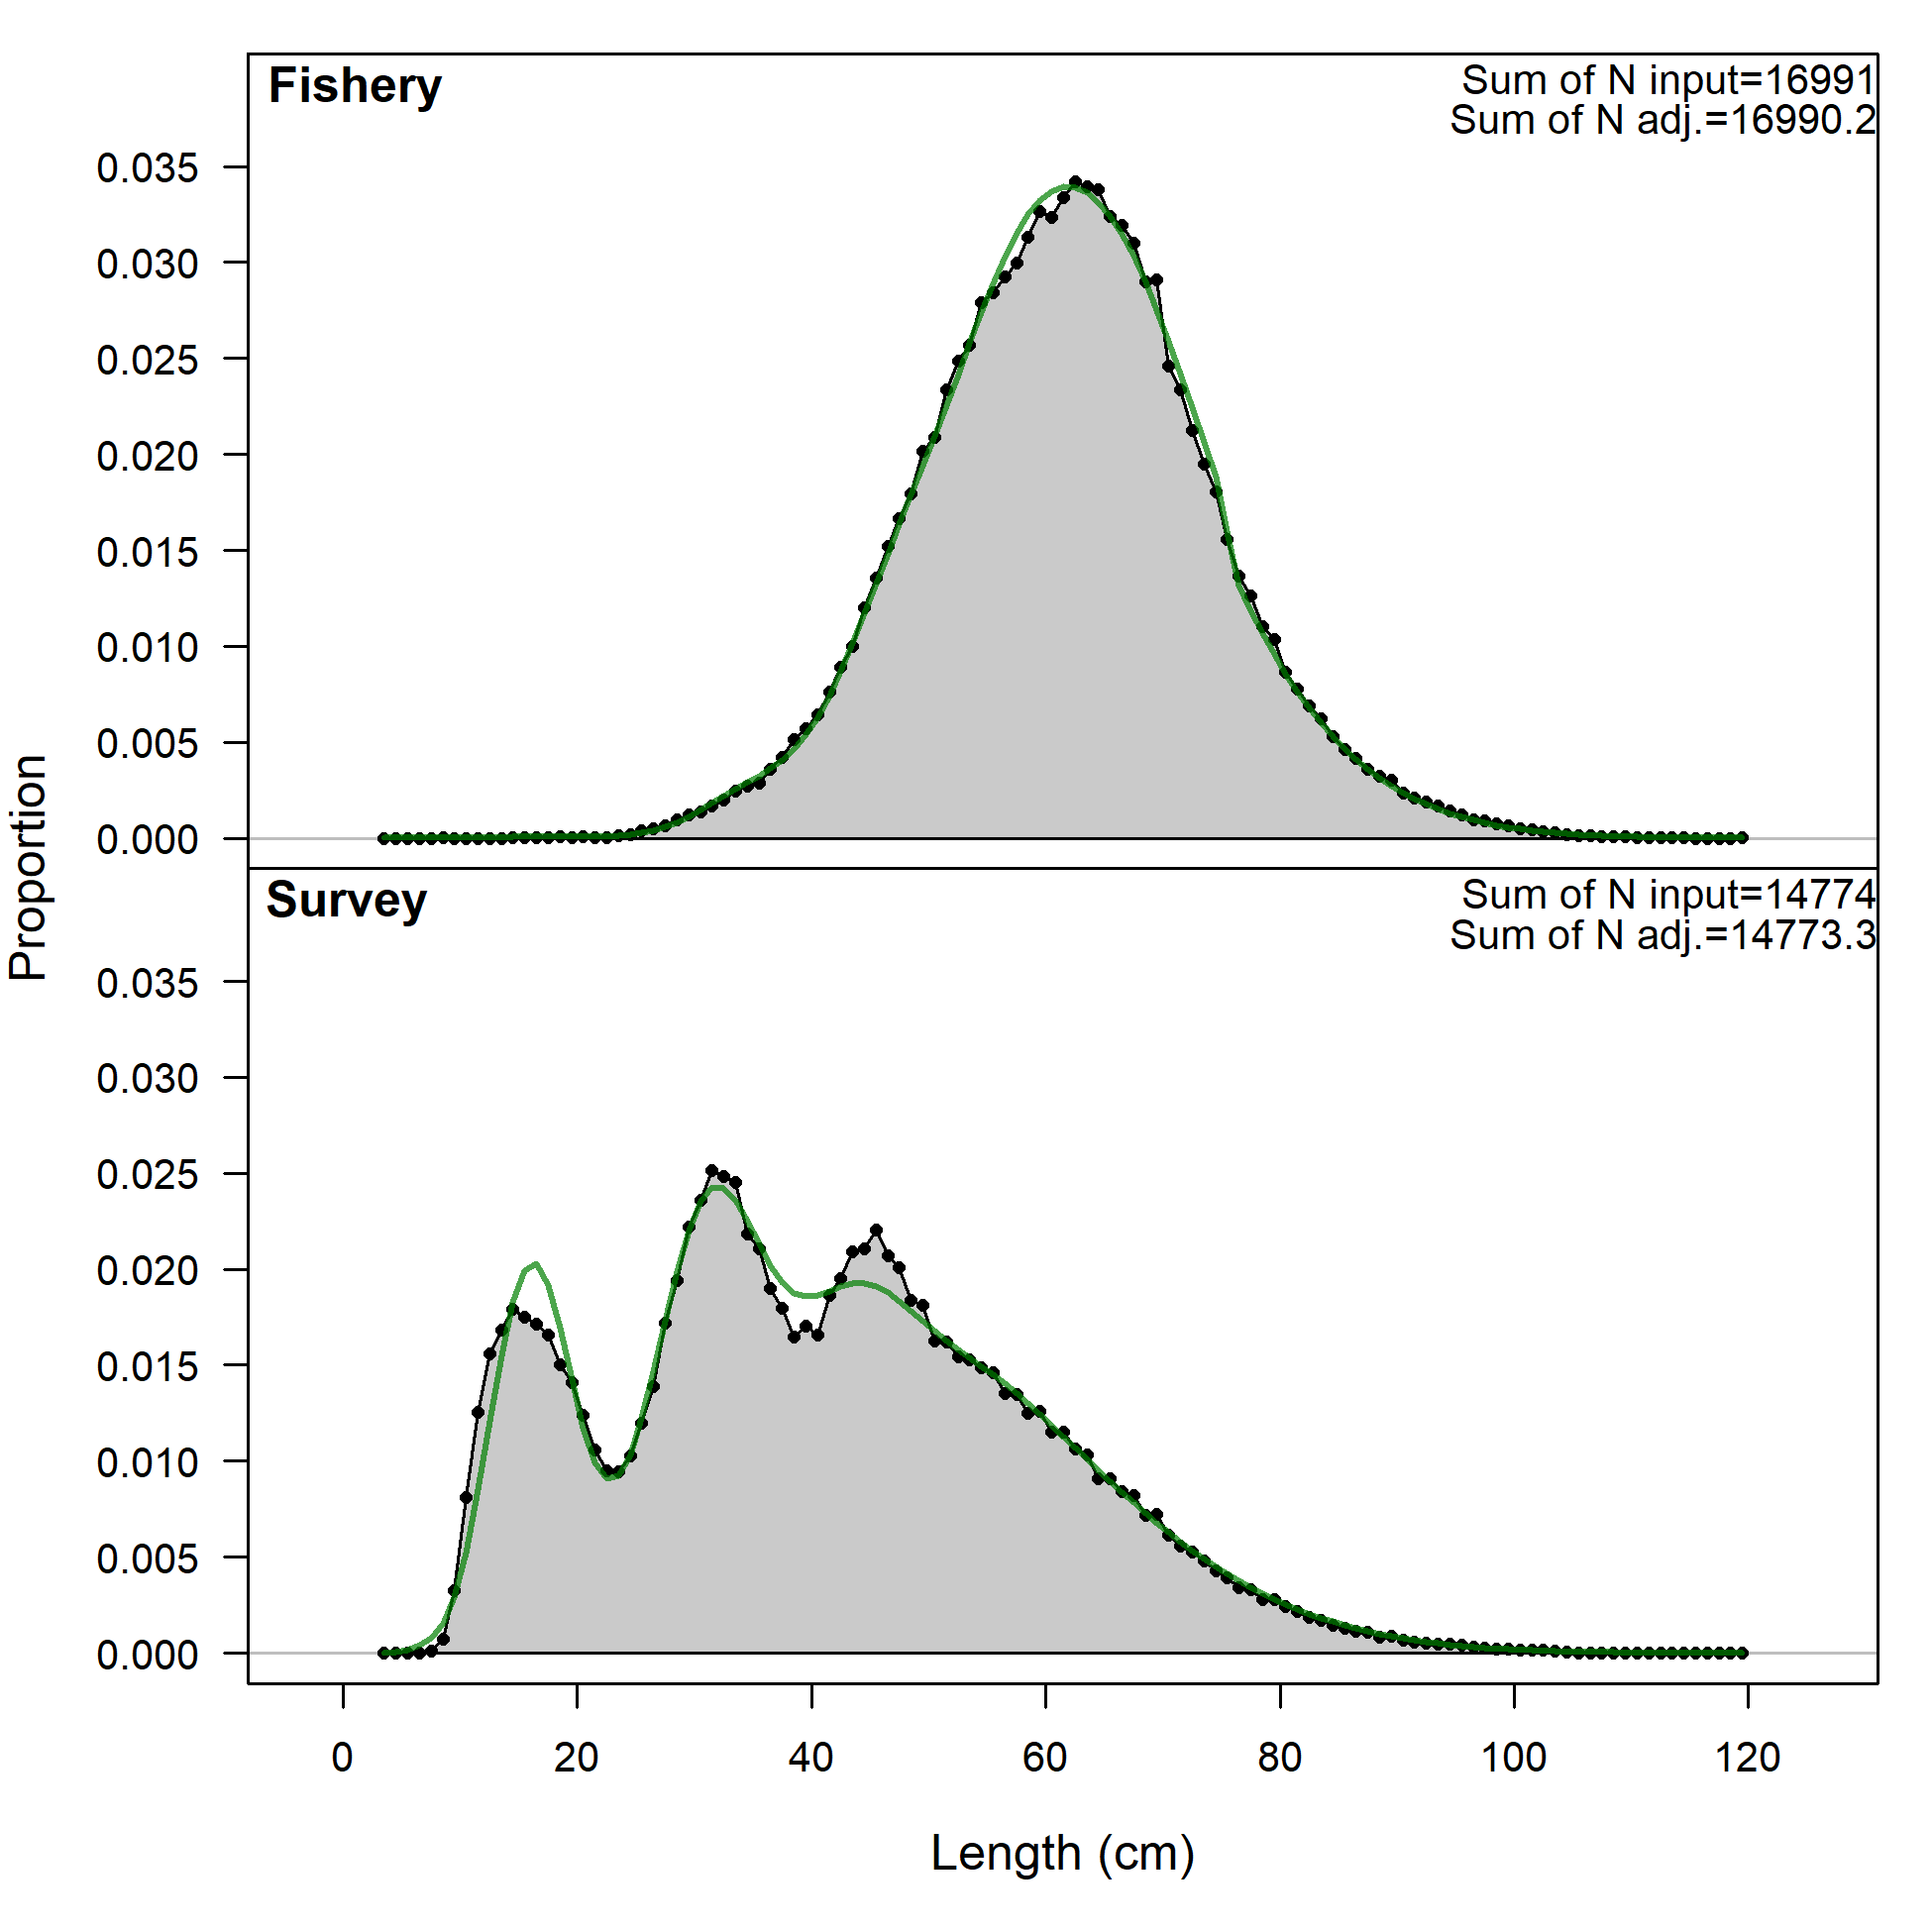 Fishery
Sum of N input=16991
Sum of N adj.=16990.2
0.035
0.030
0.025
0.020
0.015
0.010
0.005
0.000
Proportion
Survey
Sum of N input=14774
Sum of N adj.=14773.3
0.035
0.030
0.025
0.020
0.015
0.010
0.005
0.000
0 20 40 60 80 100 120
Length (cm)